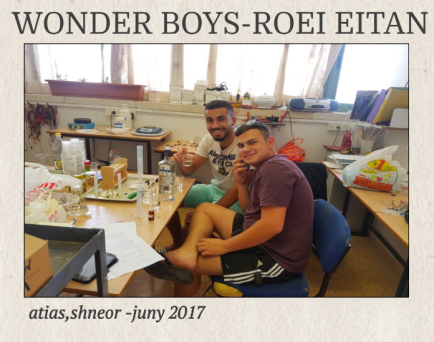 WONDER BOYS-ROEI EITAN
atias,shneor -juny 2017